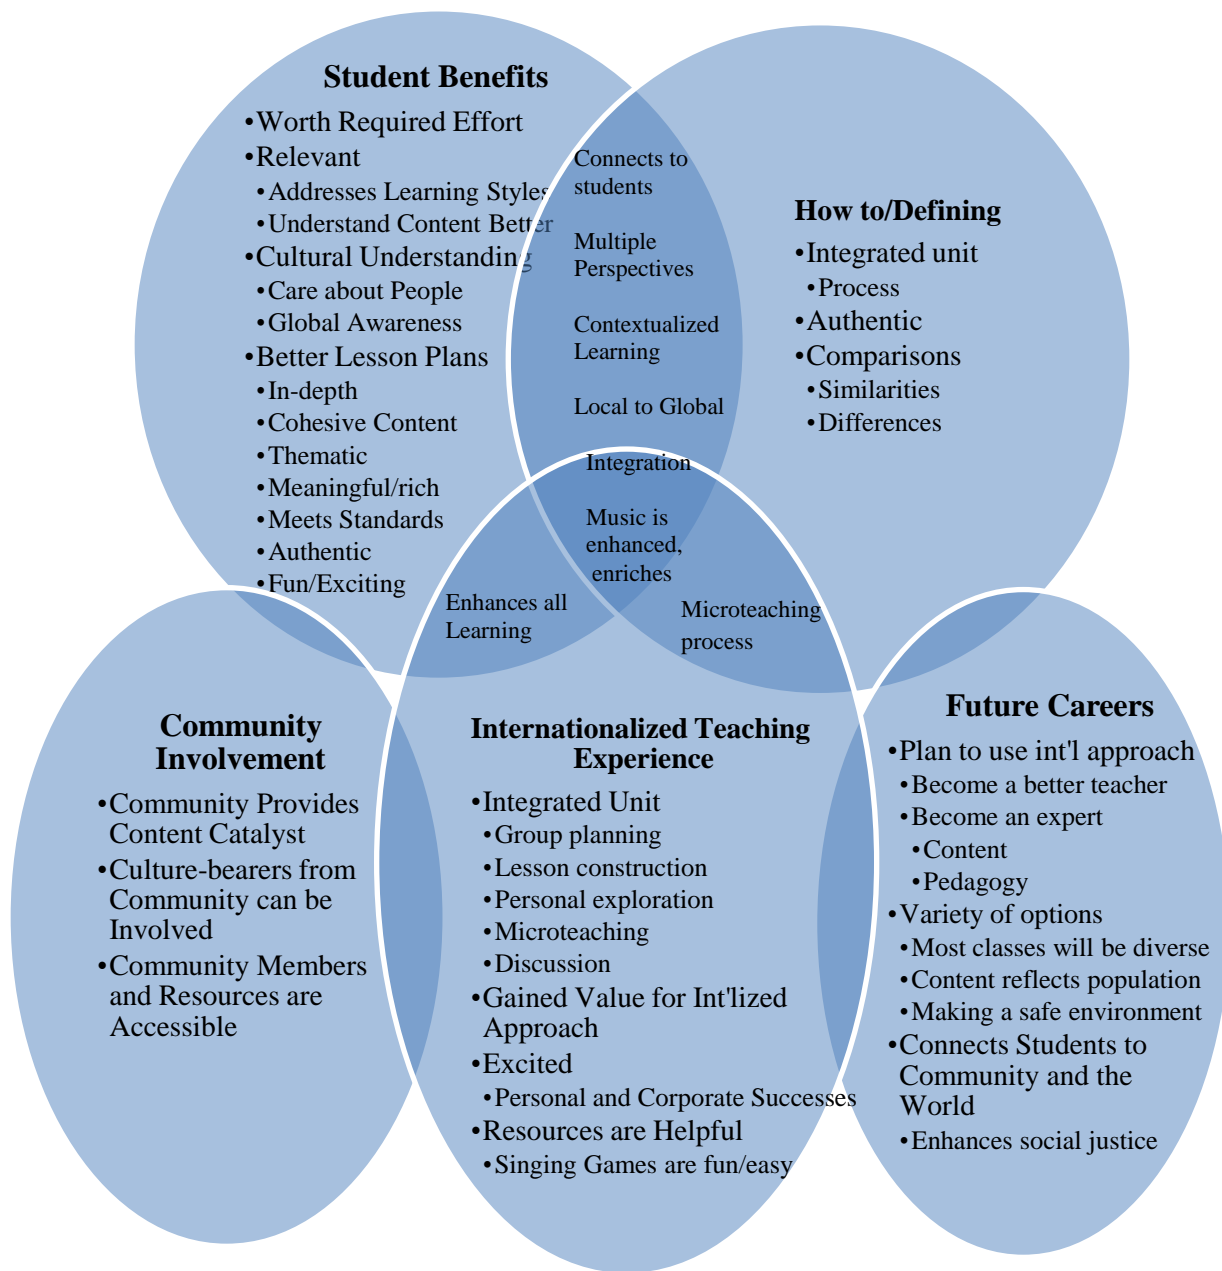 Student Benefits
•Worth Required Effort
•Relevant
•Addresses Learning Styles
•Understand Content Better
•Cultural Understanding
•Care about People
•Global Awareness
•Better Lesson Plans
•In-depth
•Cohesive Content
•Thematic
•Meaningful/rich
•Meets Standards
•Authentic
•Fun/Exciting
Connects to
students
Multiple
Perspectives
Contextualized
Learning
Local to Global
Integration
Music is
enhanced,
enriches
How to/Defining
•Integrated unit
•Process
•Authentic
•Comparisons
•Similarities
•Differences
Enhances all
Learning
Microteaching
process
Community
Involvement
•Community Provides
Content Catalyst
•Culture-bearers from
Community can be
Involved
•Community Members
and Resources are
Accessible
Internationalized Teaching
Experience
•Integrated Unit
•Group planning
•Lesson construction
•Personal exploration
•Microteaching
•Discussion
•Gained Value for Int'lized
Approach
•Excited
•Personal and Corporate Successes
•Resources are Helpful
•Singing Games are fun/easy
Future Careers
•Plan to use int'l approach
•Become a better teacher
•Become an expert
•Content
•Pedagogy
•Variety of options
•Most classes will be diverse
•Content reflects population
•Making a safe environment
•Connects Students to
Community and the
World
•Enhances social justice